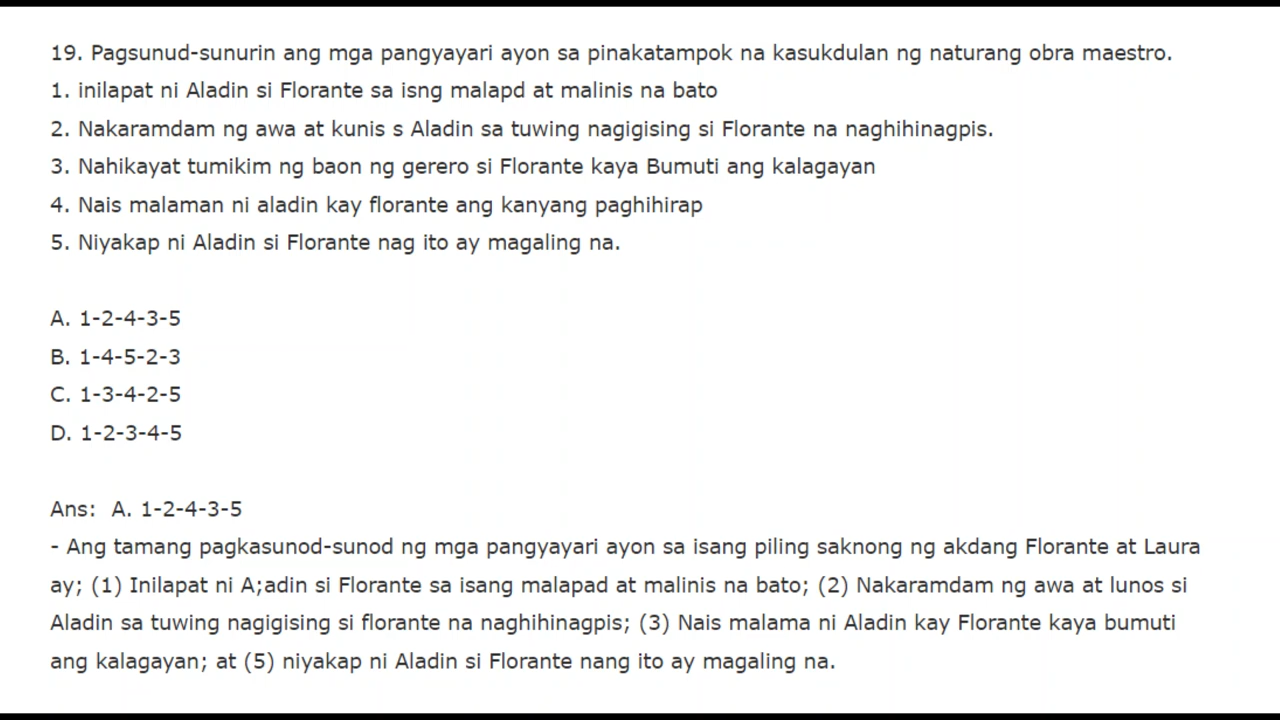 19. Pagsunud-sunurin ang mga pangyayari ayon sa pinakatampok na kasukdulan ng naturang obra maestro.
1. inilapat ni Aladin si Florante sa isng malapd at malinis na bato
2. Nakaramdam ng awa at kunis s Aladin sa tuwing nagigising si Florante na naghihinagpis.
3. Nahikayat tumikim ng baon ng gerero si Florante kaya Bumuti ang kalagayan
4. Nais malaman ni aladin kay florante ang kanyang paghihirap
5. Niyakap ni Aladin si Florante nag ito ay magaling na.
A. 1-2-4-3-5
B. 1-4-5-2-3
C. 1-3-4-2-5
D. 1-2-3-4-5
Ans:  A. 1-2-4-3-5
- Ang tamang pagkasunod-sunod ng mga pangyayari ayon sa isang piling saknong ng akdang Florante at Laura
ay; (1) Inilapat ni A;adin si Florante sa isang malapad at malinis na bato; (2) Nakaramdam ng awa at lunos si
Aladin sa tuwing nagigising si florante na naghihinagpis; (3) Nais malama ni Aladin kay Florante kaya bumuti
ang kalagayan; at (5) niyakap ni Aladin si Florante nang ito ay magaling na.